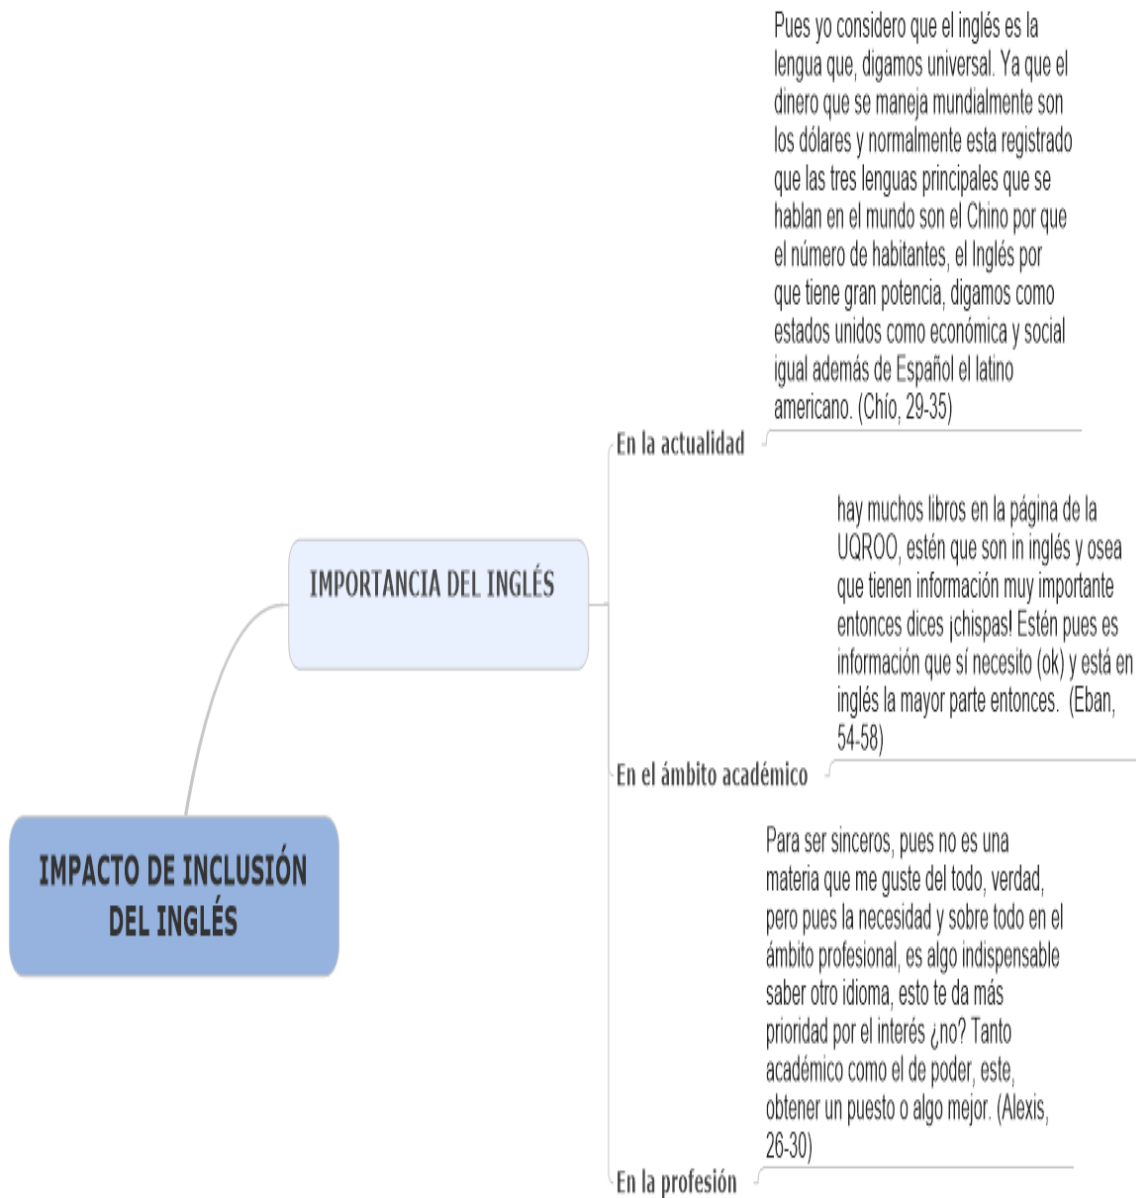 Pues yo considero que el inglés es la
lengua que, digamos universal. Ya que el
dinero que se maneja mundialmente son
los dólares y normalmente esta registrado
que las tres lenguas principales que se
hablan en el mundo son el Chino por que
el número de habitantes, el Inglés por
que tiene gran potencia, digamos como
estados unidos como económica y social
igual además de Español el latino
americano. (Chío, 29-35)
En la actualidad
hay muchos libros en la página de la
UQROO, estén que son in inglés y osea
que tienen información muy importante
entonces dices ¡chispas! Estén pues es
información que sí necesito (ok) y está en
inglés la mayor parte entonces.  (Eban,
54-58)
IMPORTANCIA DEL INGLÉS
En el ámbito académico
IMPACTO DE INCLUSIÓN
DEL INGLÉS
Para ser sinceros, pues no es una
materia que me guste del todo, verdad,
pero pues la necesidad y sobre todo en el
ámbito profesional, es algo indispensable
saber otro idioma, esto te da más
prioridad por el interés ¿no? Tanto
académico como el de poder, este,
obtener un puesto o algo mejor. (Alexis,
26-30)
En la profesión